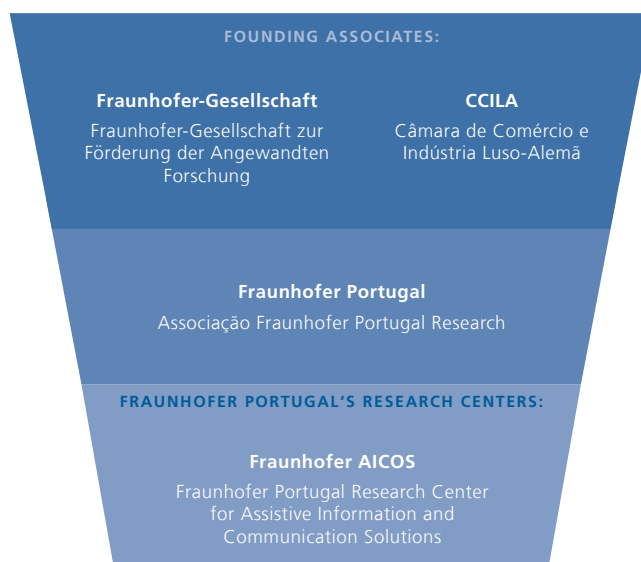 FOUNDING ASSOCIATES:
Fraunhofer-Gesellschaft
Fraunhofer-Gesellschaft zur
Förderung der Angewandten
Forschung
CCILA
Câmara de Comércio e
Indústria Luso-Alemã
Fraunhofer Portugal
Associação Fraunhofer Portugal Research
FRAUNHOFER PORTUGAL’S RESEARCH CENTERS:
Fraunhofer AICOS
Fraunhofer Portugal Research Center
for Assistive Information and
Communication Solutions